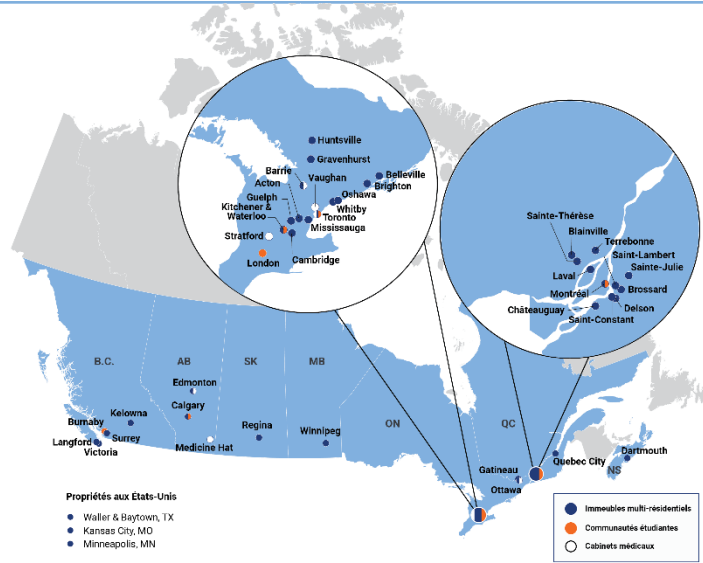 Huntsville
Gravenhurst
Barrie
Vaughan
Belleville
Acton
Brighton
Guelph
Oshawa
Kitchener &
Waterloo
Whitby
Toronto
Mississauga
Stratford
London
Cambridge
Sainte-Thérèse
Blainville
Terrebonne
Saint-Lambert
Sainte-Julie
Laval
Montréal
Brossard
Châteauguay
Delson
Saint-Constant
B.C.
AB
SK
MB
ON
QC
NS
Edmonton
Calgary
Kelowna
Burnaby
Surrey
Langford
Victoria
Medicine Hat
Regina
Winnipeg
Gatineau
Ottawa
Quebec City
Dartmouth
Propriétés aux États-Unis
Waller & Baytown, TX
Kansas City, MO
Minneapolis, MN
Immeubles multi-résidentiels
Communautés étudiantes
Cabinets médicaux